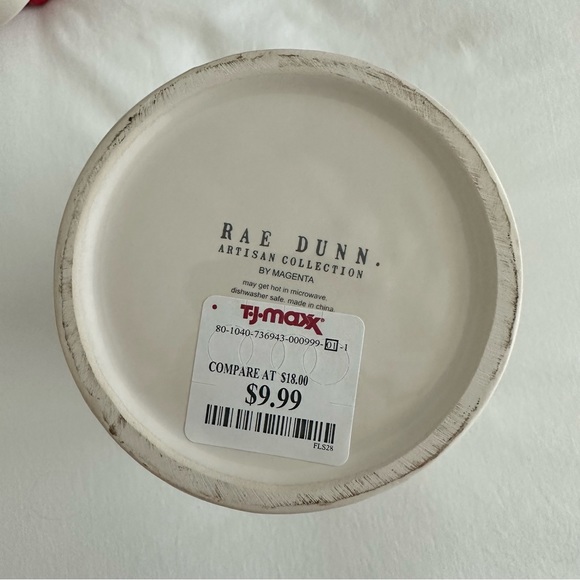 RAE DUNN.
ARTISAN COLLECTION
BY MAGENTA
may get hot in microwave.
dishwasher safe. made in china
T·J·maxx
80-1040-736943-000999-01-1
COMPARE AT $18.00
$9.99
FLS28